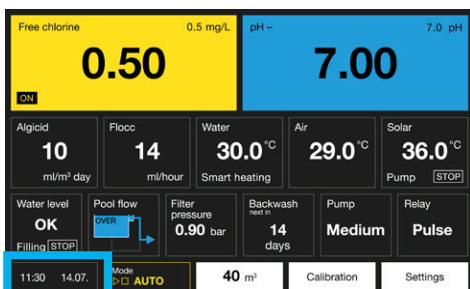 Free chlorine 0.5 mg/L
0.50
ON
pH – 7.0 pH
7.00
Algicid
10
ml/m³ day
Flocc
14
ml/hour
Water
30.0°C
Smart heating
Air
29.0°C
Solar
36.0°C
Pump STOP
Water level
OK
Filling STOP
Pool flow
OVER
Filter
pressure
0.90 bar
Backwash
next in
14
days
Pump
Medium
Relay
Pulse
11:30 14.07.
Mode
AUTO
40 m³
Calibration
Settings